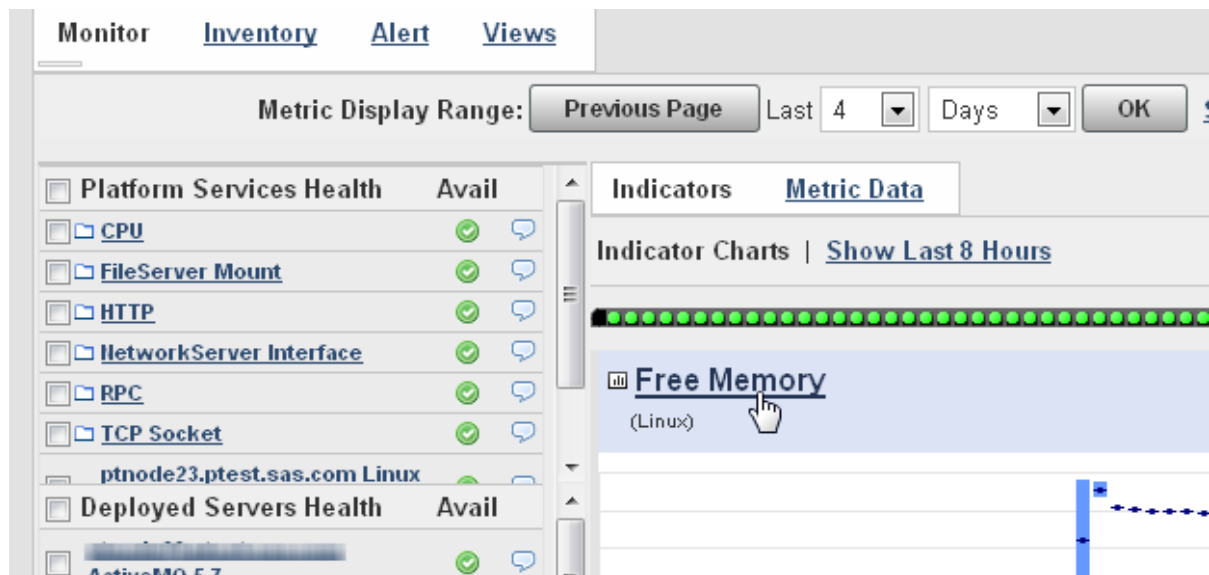 Monitor Inventory Alert Views
Metric Display Range: Previous Page Last 4 Days OK
Platform Services Health Avail
CPU
FileServer Mount
HTTP
NetworkServer Interface
RPC
TCP Socket
ptnode23.ptest.sas.com Linux
Deployed Servers Health Avail
ActiveMQ 5.7
Indicators Metric Data
Indicator Charts | Show Last 8 Hours
Free Memory
(Linux)